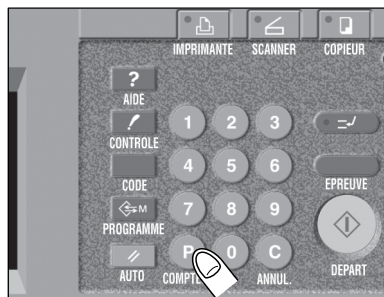 IMPRIMANTE SCANNER COPIEUR
?
AIDE
1 2 3
CONTROLE
4 5 6
CODE EPREUVE
M 7 8 9
PROGRAMME
P 0 C
AUTO ANNUL. DEPART